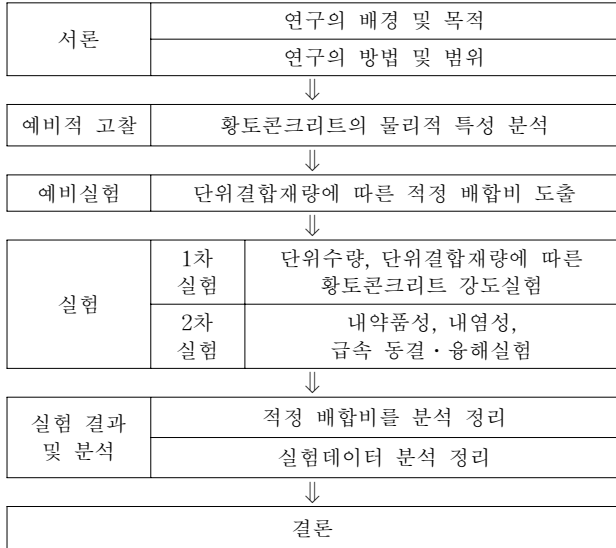 서론
연구의 배경 및 목적
연구의 방법 및 범위
⇓
예비적 고찰
황토콘크리트의 물리적 특성 분석
⇓
예비실험
단위결합재량에 따른 적정 배합비 도출
⇓
실험
1차
실험
단위수량, 단위결합재량에 따른
황토콘크리트 강도실험
2차
실험
내약품성, 내염성,
급속 동결·융해실험
⇓
실험 결과
및 분석
적정 배합비를 분석 정리
실험데이터 분석 정리
⇓
결론